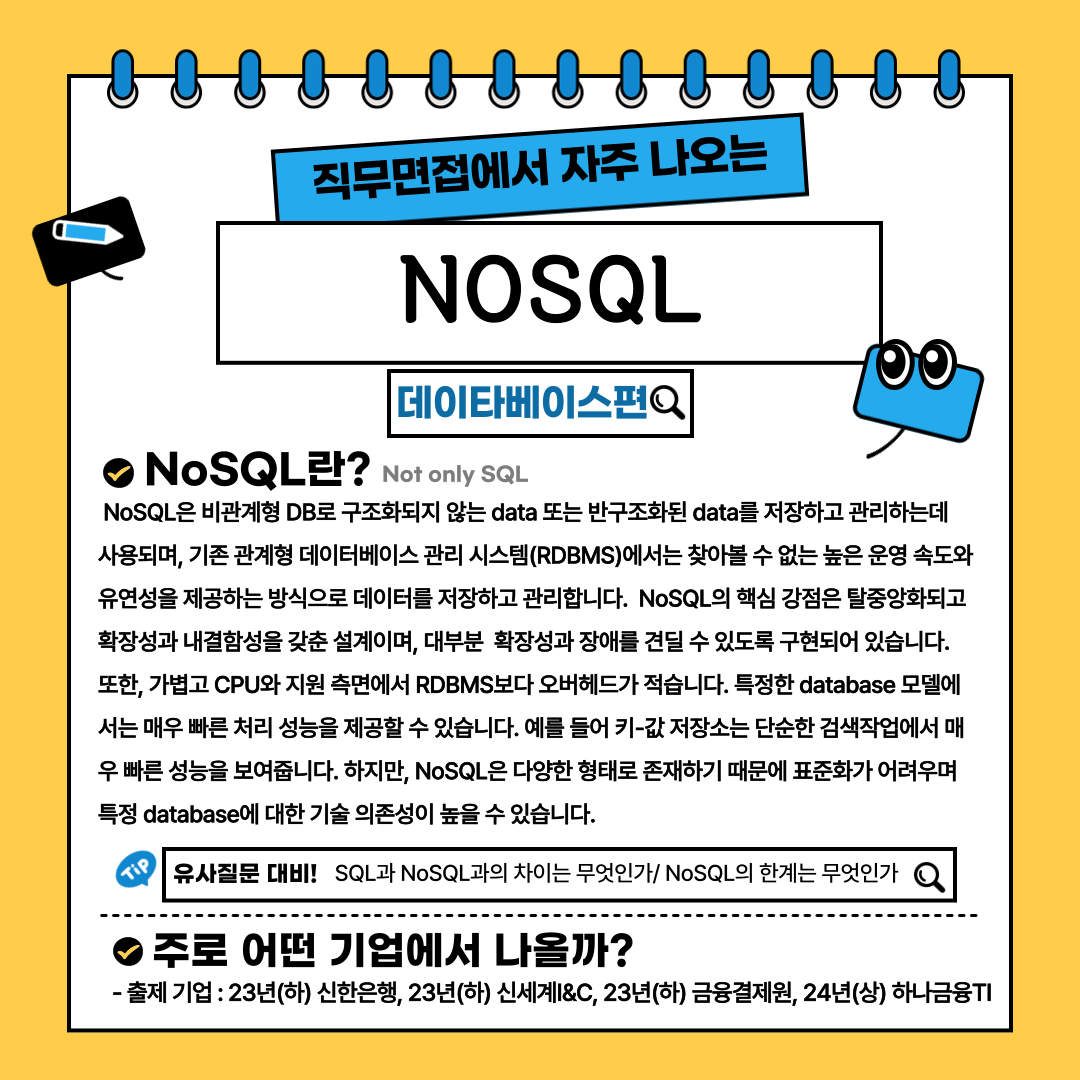 직무면접에서 자주 나오는
NOSQL
데이타베이스편
NoSQL란? Not only SQL
NoSQL은 비관계형 DB로 구조화되지 않는 data 또는 반구조화된 data를 저장하고 관리하는데
사용되며, 기존 관계형 데이터베이스 관리 시스템(RDBMS)에서는 찾아볼 수 없는 높은 운영 속도와
유연성을 제공하는 방식으로 데이터를 저장하고 관리합니다. NoSQL의 핵심 강점은 탈중앙화되고
확장성과 내결함성을 갖춘 설계이며, 대부분 확장성과 장애를 견딜 수 있도록 구현되어 있습니다.
또한, 가볍고 CPU와 지원 측면에서 RDBMS보다 오버헤드가 적습니다. 특정한 database 모델에
서는 매우 빠른 처리 성능을 제공할 수 있습니다. 예를 들어 키-값 저장소는 단순한 검색작업에서 매
우 빠른 성능을 보여줍니다. 하지만, NoSQL은 다양한 형태로 존재하기 때문에 표준화가 어려우며
특정 database에 대한 기술 의존성이 높을 수 있습니다.
TiP 유사질문 대비! SQL과 NoSQL과의 차이는 무엇인가/ NoSQL의 한계는 무엇인가
주로 어떤 기업에서 나올까?
- 출제 기업 : 23년(하) 신한은행, 23년(하) 신세계I&C, 23년(하) 금융결제원, 24년(상) 하나금융TI